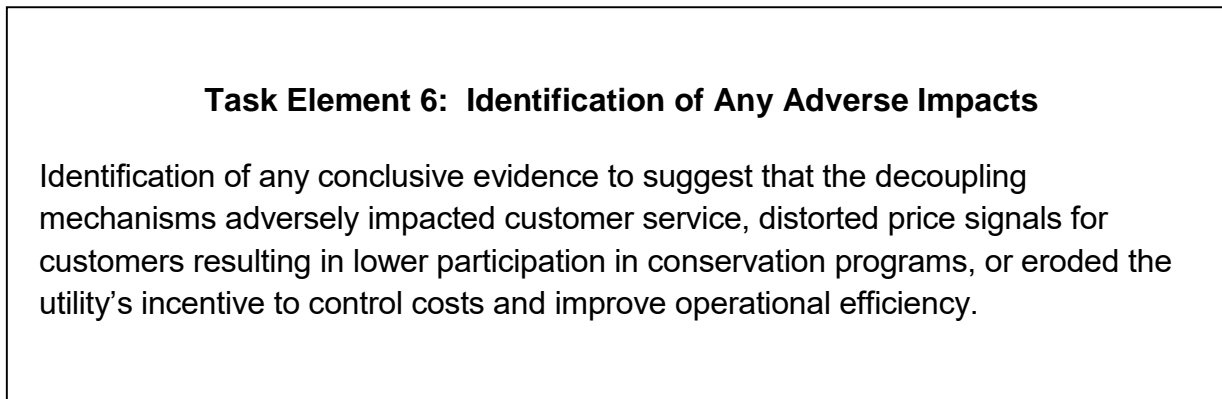 Task Element 6:  Identification of Any Adverse Impacts
Identification of any conclusive evidence to suggest that the decoupling
mechanisms adversely impacted customer service, distorted price signals for
customers resulting in lower participation in conservation programs, or eroded the
utility’s incentive to control costs and improve operational efficiency.